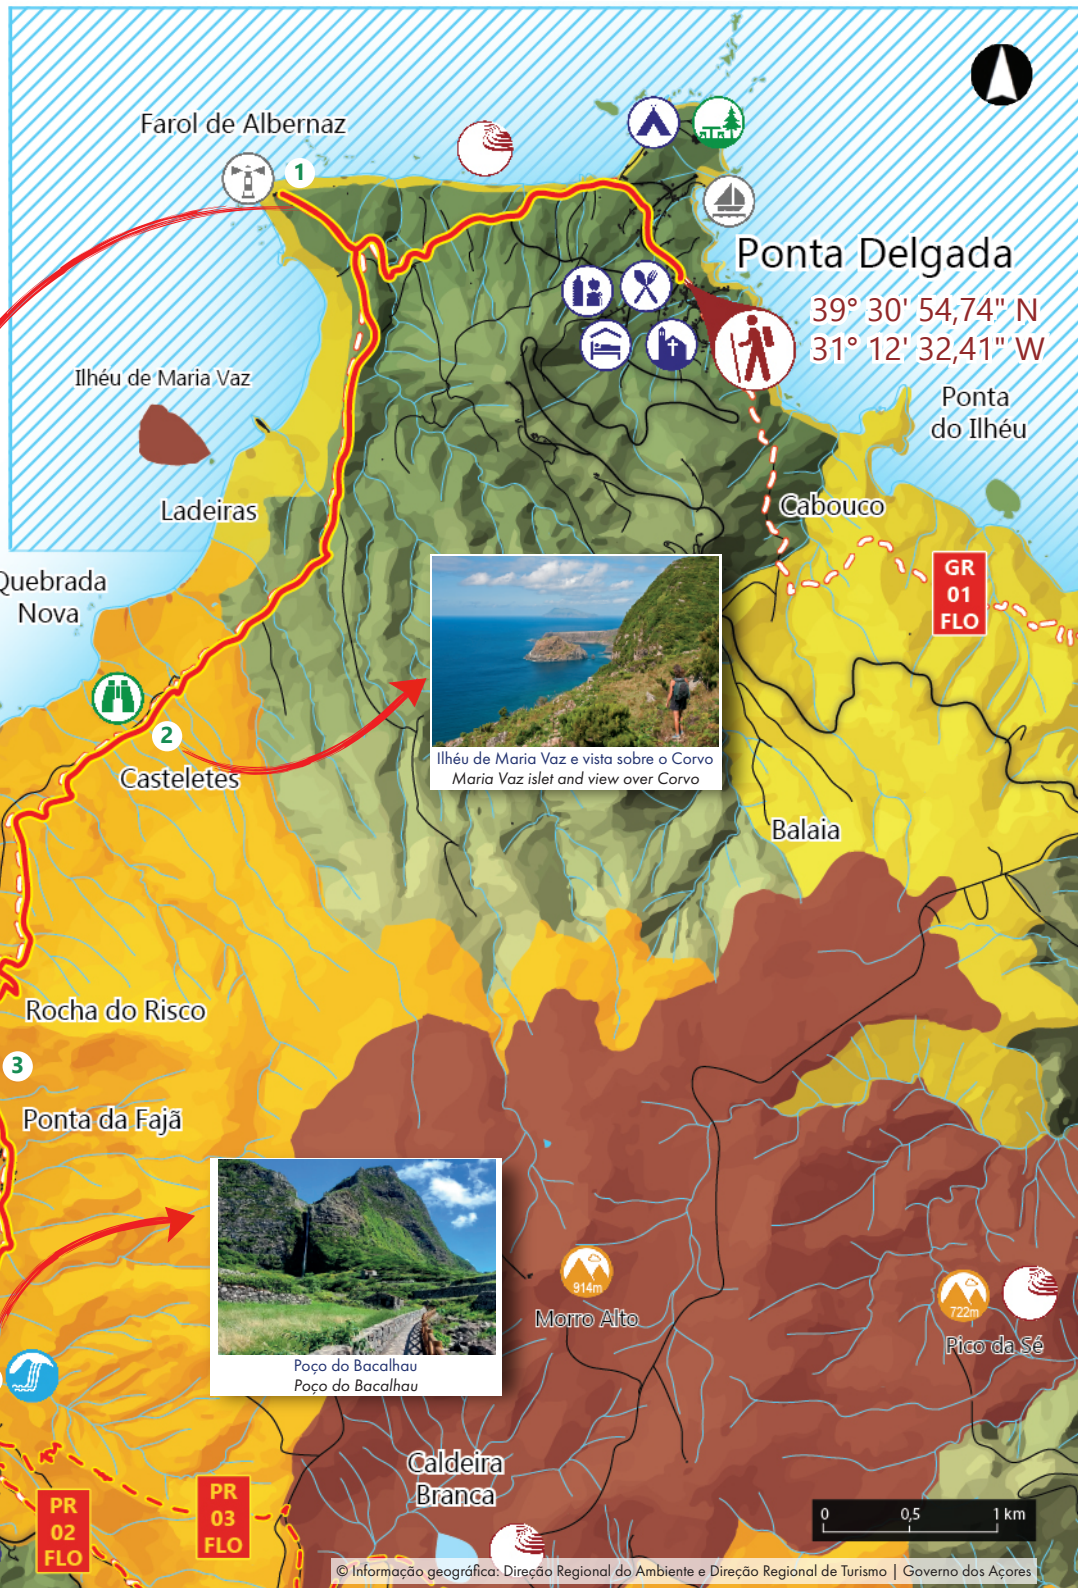 Farol de Albernaz
1
Ponta Delgada
39° 30' 54,74" N
31° 12' 32,41" W
Ilhéu de Maria Vaz
Ponta
do Ilhéu
Ladeiras
Cabouco
Quebrada
Nova
GR
01
FLO
2
Casteletes
Ilhéu de Maria Vaz e vista sobre o Corvo
Maria Vaz islet and view over Corvo
Balaia
Rocha do Risco
3
Ponta da Fajã
914m
Morro Alto
722m
Pico da Sé
Poço do Bacalhau
Poço do Bacalhau
Caldeira
Branca
PR
02
FLO
PR
03
FLO
0 0,5 1 km
© Informação geográfica: Direção Regional do Ambiente e Direção Regional de Turismo | Governo dos Açores